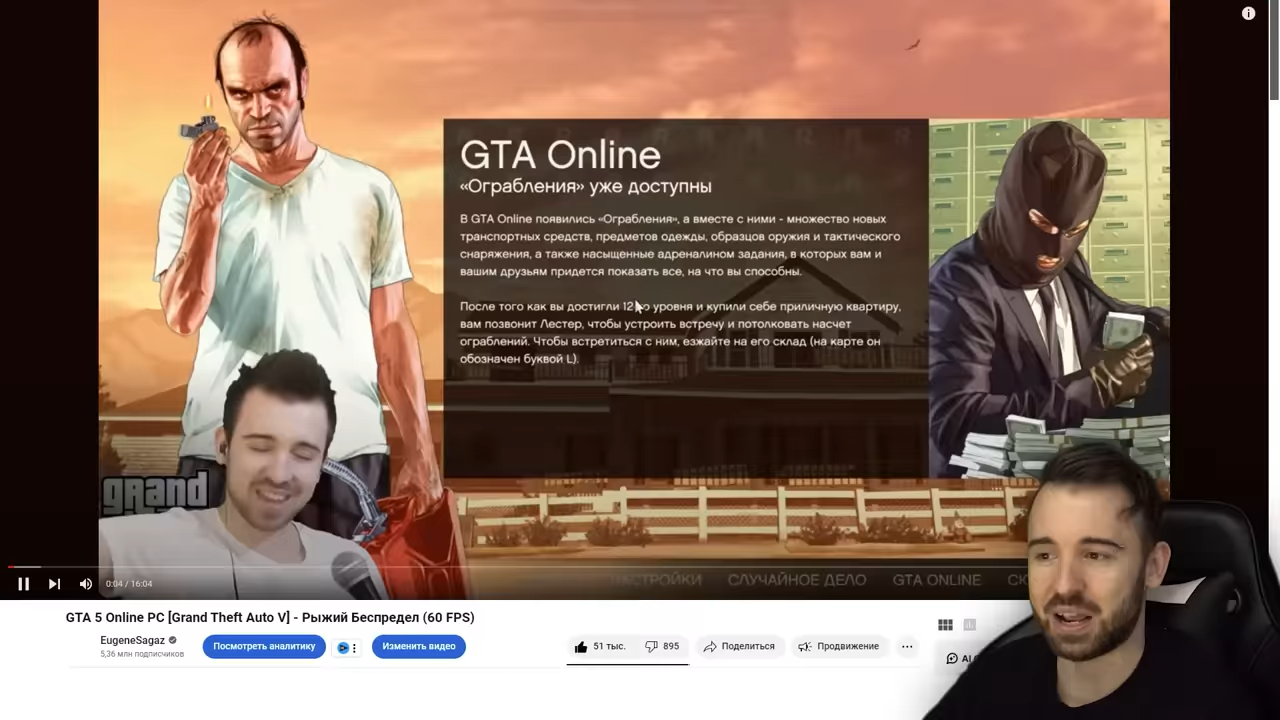 GTA Online
«Ограбления» уже доступны
В GTA Online появились «Ограбления», а вместе с ними - множество новых
транспортных средств, предметов одежды, образцов оружия и тактического
снаряжения, а также насыщенные адреналином задания, в которых вам и
вашим друзьям придется показать все, на что вы способны.
После того как вы достигли уровня и купили себе приличную квартиру,
вам позвонит Лестер, чтобы устроить встречу и потолковать насчет
ограблений. Чтобы встретиться с ним, езжайте на его склад (на карте он
обозначен буквой L).
grand
НАСТРОЙКИ СЛУЧАЙНОЕ ДЕЛО GTA ONLINE
0:04 / 16:04
GTA 5 Online PC [Grand Theft Auto V] - Рыжий Беспредел (60 FPS)
EugeneSagaz
5,36 млн подписчиков
Посмотреть аналитику
Изменить видео
51 тыс.
895
Поделиться
Продвижение